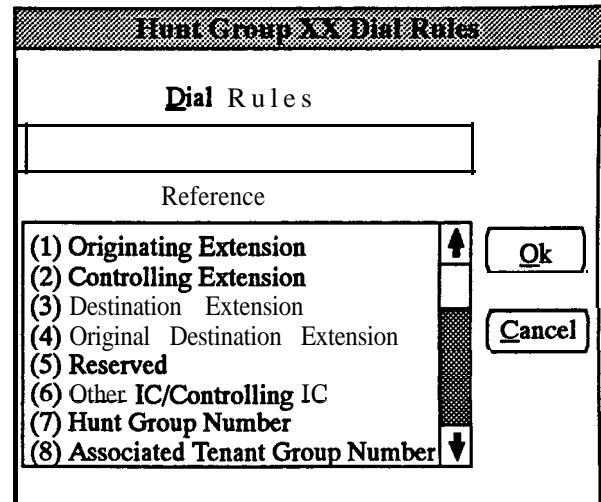 Hunt Group XX Dial Rules
Dial Rules
Reference
(1) Originating Extension
(2) Controlling Extension
(3) Destination Extension
(4) Original Destination Extension
(5) Reserved
(6) Other IC/Controlling IC
(7) Hunt Group Number
(8) Associated Tenant Group Number
Ok
Cancel